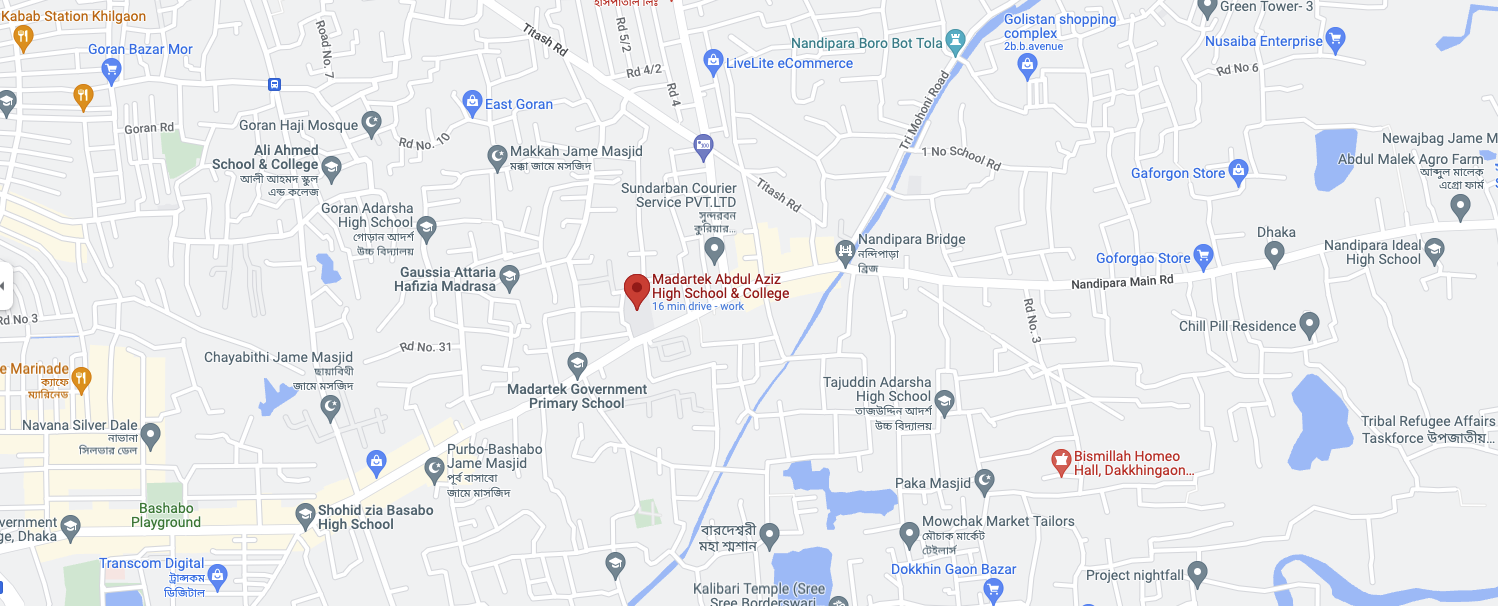 হাসপাতাল লিঃ
Kabab Station Khilgaon
Goran Bazar Mor
Road No. 7
Titash Rd
Rd 5/2
Rd 4/2
Rd 4
LiveLite eCommerce
Nandipara Boro Bot Tola
Golistan shopping
complex
2b.b.avenue
Green Tower- 3
Nusaiba Enterprise
Rd No 6
Goran Rd
Goran Haji Mosque
East Goran
Rd No. 10
Ali Ahmed
School & College
আলী আহমদ স্কুল
এন্ড কলেজ
Makkah Jame Masjid
মক্কা জামে মসজিদ
Tri Mohoni Road
1 No School Rd
Gaforgon Store
Newajbag Jame M
Abdul Malek Agro Farm
আব্দুল মালেক
এগ্রো ফার্ম
Sundarban Courier
Service PVT.LTD
সুন্দরবন
কুরিয়ার...
Titash Rd
Goran Adarsha
High School
গোড়ান আদর্শ
উচ্চ বিদ্যালয়
Nandipara Bridge
নন্দিপাড়া
ব্রিজ
Dhaka
Goforgao Store
Nandipara Ideal
High School
Gaussia Attaria
Hafizia Madrasa
Madartek Abdul Aziz
High School & College
16 min drive - work
Nandipara Main Rd
Rd No. 3
Rd No 3
Chill Pill Residence
Rd No. 31
Chayabithi Jame Masjid
ছায়াবিথী
জামে মসজিদ
e Marinade
ক্যাফে
ম্যারিনেড
Madartek Government
Primary School
Tajuddin Adarsha
High School
তাজউদ্দিন আদর্শ
উচ্চ বিদ্যালয়
Navana Silver Dale
নাভানা
সিলভার ডেল
Tribal Refugee Affairs
Taskforce উপজাতীয়...
Purbo-Bashabo
Jame Masjid
পূর্ব বাসাবো
জামে মাসজিদ
Bismillah Homeo
Hall, Dakkhingaon...
Paka Masjid
Bashabo
Playground
Shohid zia Basabo
High School
vernment
ge, Dhaka
বারদেশ্বরী
মহা শ্মশান
Mowchak Market Tailors
মৌচাক মার্কেট
টেইলার্স
Transcom Digital
ট্রান্সকম
ডিজিটাল
Dokkhin Gaon Bazar
Project nightfall
Kalibari Temple (Sree
Sree Borderswari